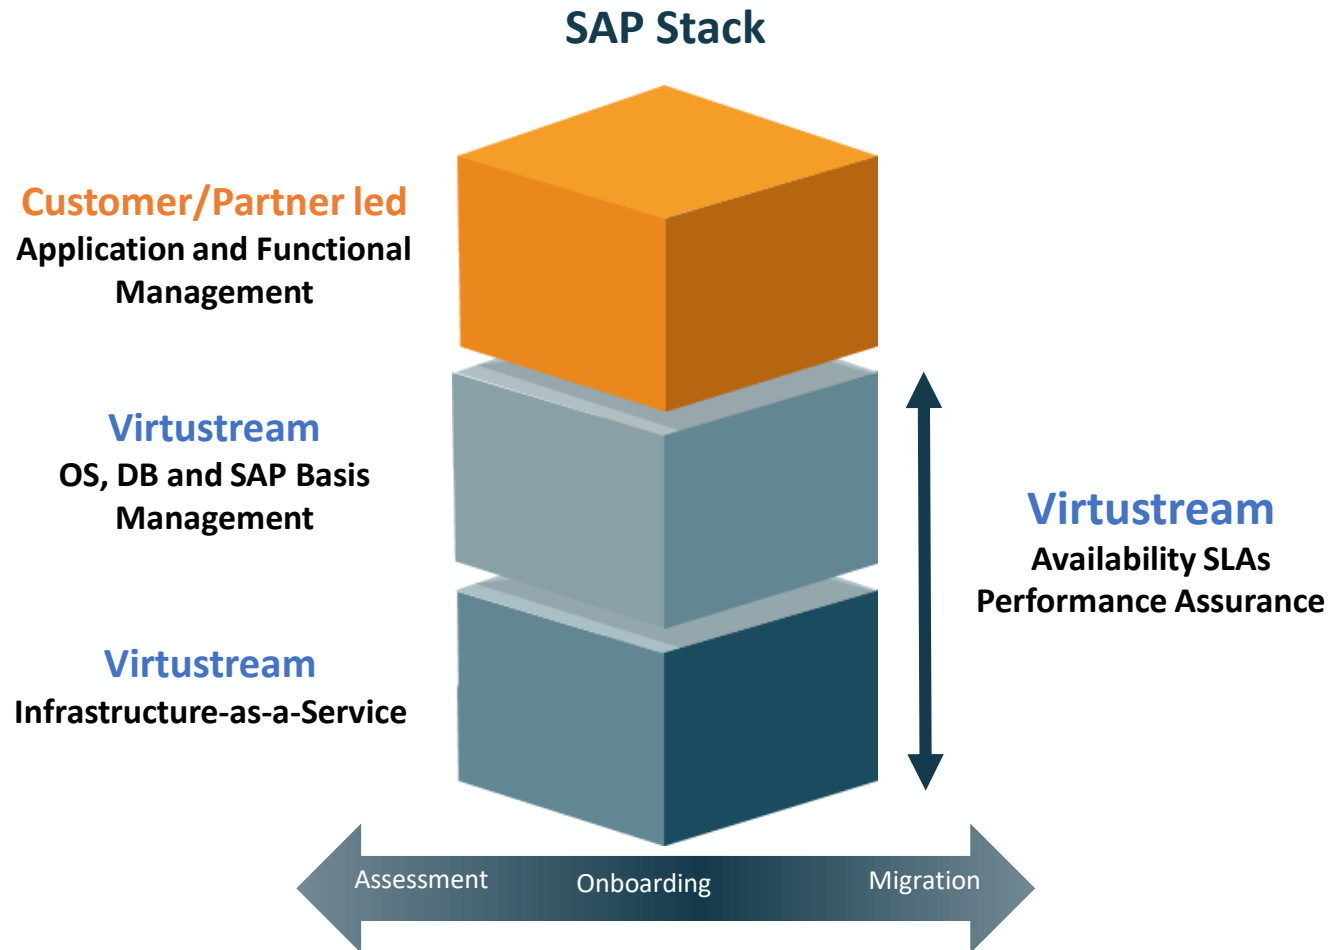 SAP Stack
Customer/Partner led
Application and Functional
Management
Virtustream
OS, DB and SAP Basis
Management
Virtustream
Infrastructure-as-a-Service
Virtustream
Availability SLAs
Performance Assurance
Assessment
Onboarding
Migration